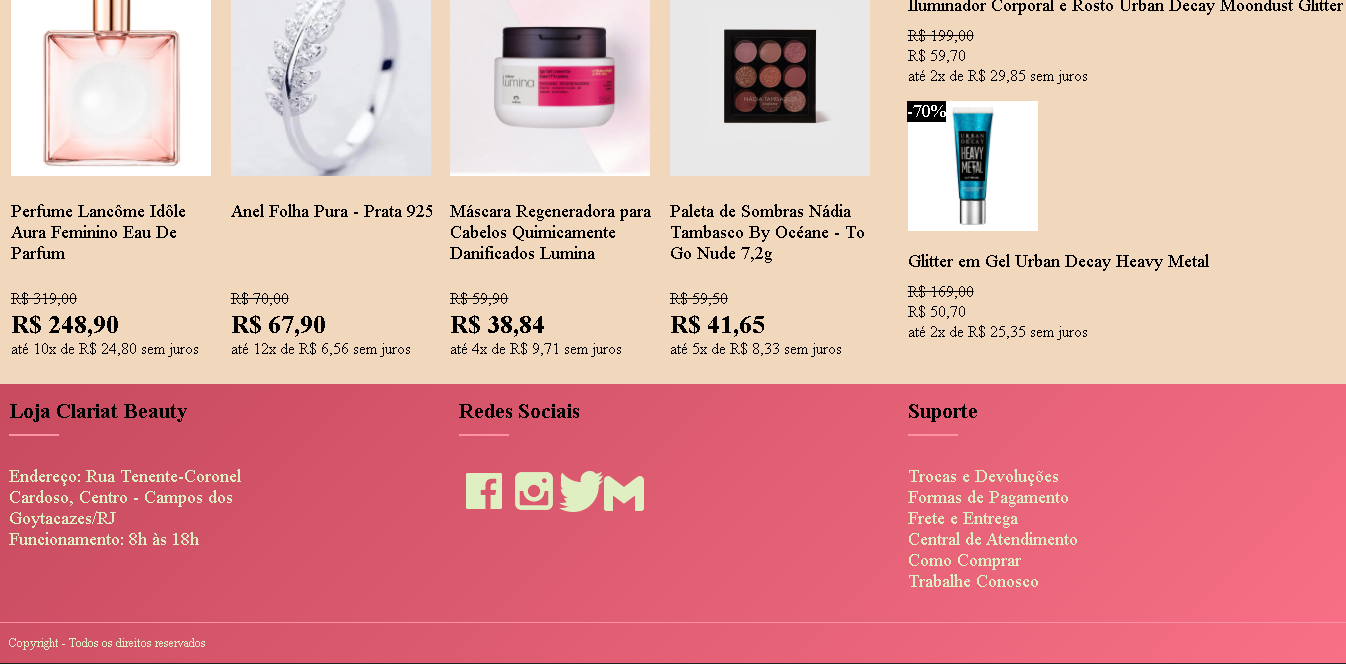 Iluminador Corporal e Rosto Urban Decay Moondust Glitter
R$ 199,00
R$ 59,70
até 2x de R$ 29,85 sem juros
-70%
URBAN
DECAY
HEAVY
METAL
Glitter em Gel Urban Decay Heavy Metal
R$ 169,00
R$ 50,70
até 2x de R$ 25,35 sem juros
lumina
NÁDIA TAMBASCO
Perfume Lancôme Idôle
Aura Feminino Eau De
Parfum
R$ 319,00
R$ 248,90
até 10x de R$ 24,80 sem juros
Anel Folha Pura - Prata 925
R$ 70,00
R$ 67,90
até 12x de R$ 6,56 sem juros
Máscara Regeneradora para
Cabelos Quimicamente
Danificados Lumina
R$ 59,90
R$ 38,84
até 4x de R$ 9,71 sem juros
Paleta de Sombras Nádia
Tambasco By Océane - To
Go Nude 7,2g
R$ 59,50
R$ 41,65
até 5x de R$ 8,33 sem juros
Loja Clariat Beauty
Endereço: Rua Tenente-Coronel
Cardoso, Centro - Campos dos
Goytacazes/RJ
Funcionamento: 8h às 18h
Redes Sociais
Suporte
Trocas e Devoluções
Formas de Pagamento
Frete e Entrega
Central de Atendimento
Como Comprar
Trabalhe Conosco
Copyright - Todos os direitos reservados